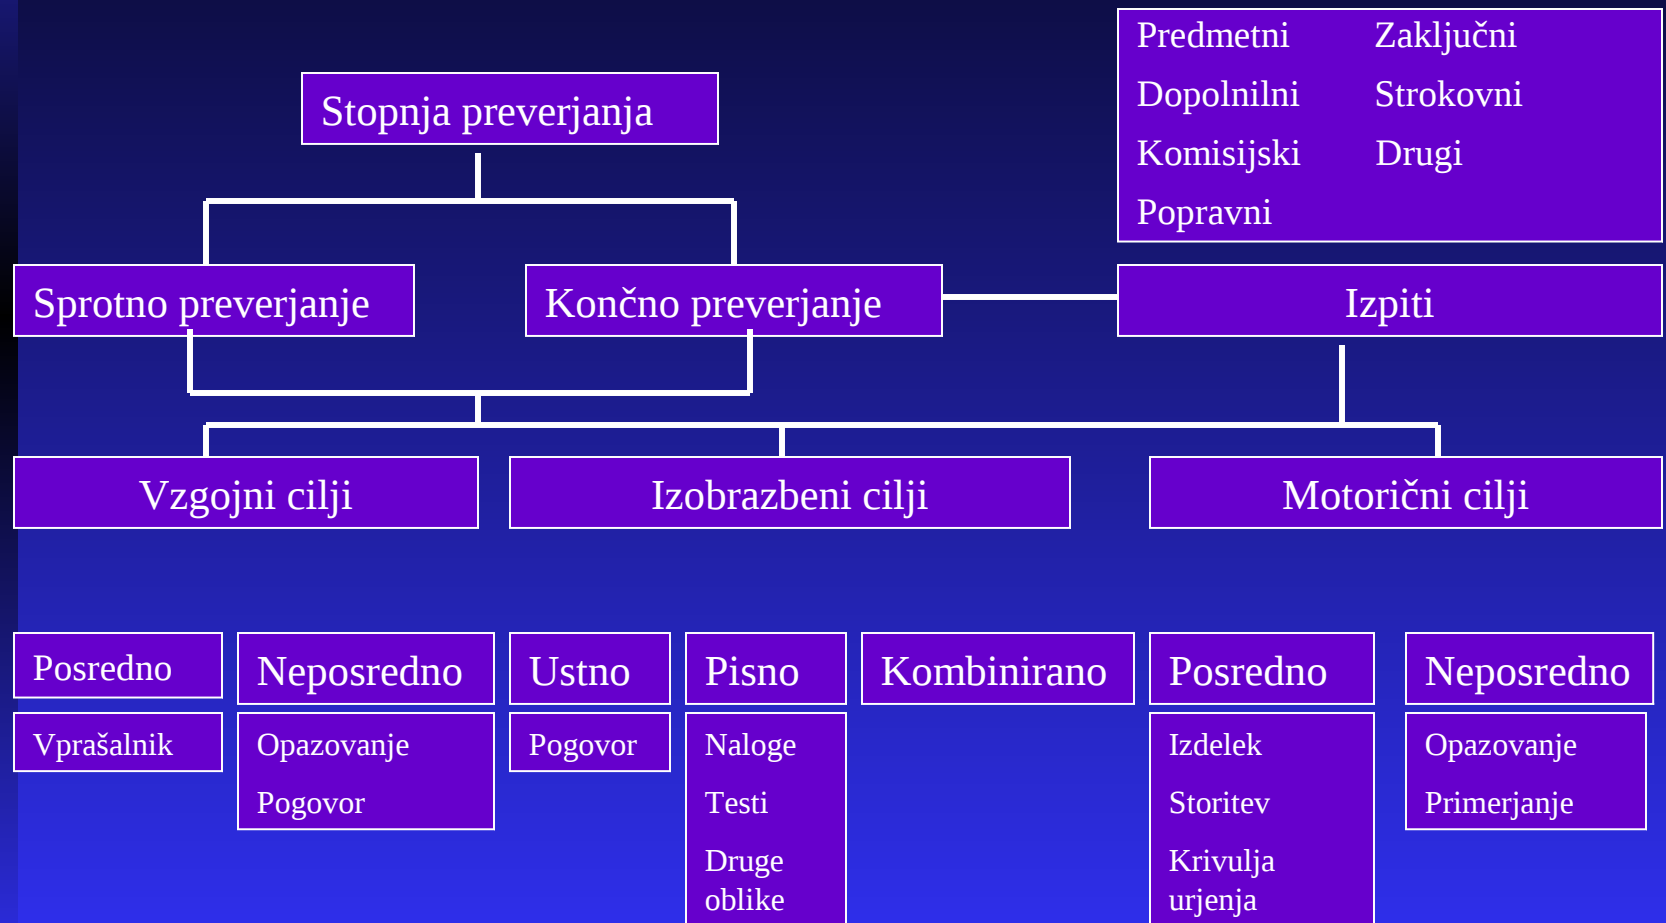 Predmetni Zaključni
Dopolnilni Strokovni
Komisijski Drugi
Popravni
Stopnja preverjanja
Sprotno preverjanje
Končno preverjanje
Izpiti
Vzgojni cilji
Izobrazbeni cilji
Motorični cilji
Posredno
Neposredno
Ustno
Pisno
Kombinirano
Posredno
Neposredno
Vprašalnik
Opazovanje
Pogovor
Pogovor
Naloge
Testi
Druge
oblike
Izdelek
Storitev
Krivulja
urjenja
Opazovanje
Primerjanje